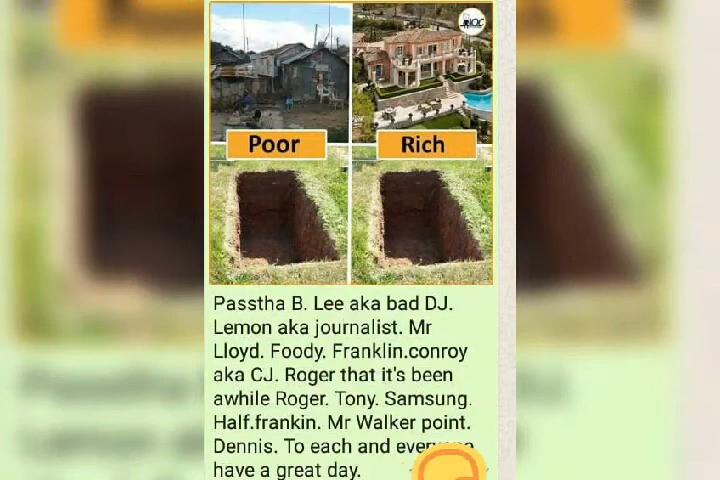 Poor
Rich
Passtha B. Lee aka bad DJ.
Lemon aka journalist. Mr
Lloyd. Foody. Franklin.conroy
aka CJ. Roger that it's been
awhile Roger. Tony. Samsung.
Half.frankin. Mr Walker point.
Dennis. To each and everyone
have a great day.